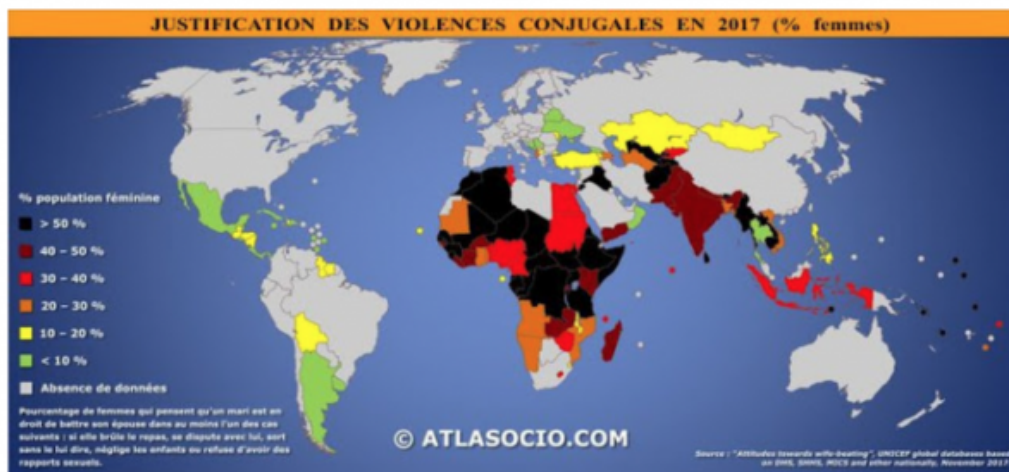 JUSTIFICATION DES VIOLENCES CONJUGALES EN 2017 (% femmes)
% population féminine
> 50 %
40 – 50 %
30 – 40 %
20 – 30 %
10 – 20 %
< 10 %
Absence de données
Pourcentage de femmes qui pensent qu'un mari est en
droit de battre son épouse dans au moins l'un des cas
suivants : si elle brûle le repas, se dispute avec lui, sort
sans le lui dire, néglige les enfants ou refuse d'avoir des
rapports sexuels.
© ATLASOCIO.COM
Source : "Attitudes towards wife-beating", UNICEF global databases based
on DHS, SHHS, MICS and other nationally, November 2017.